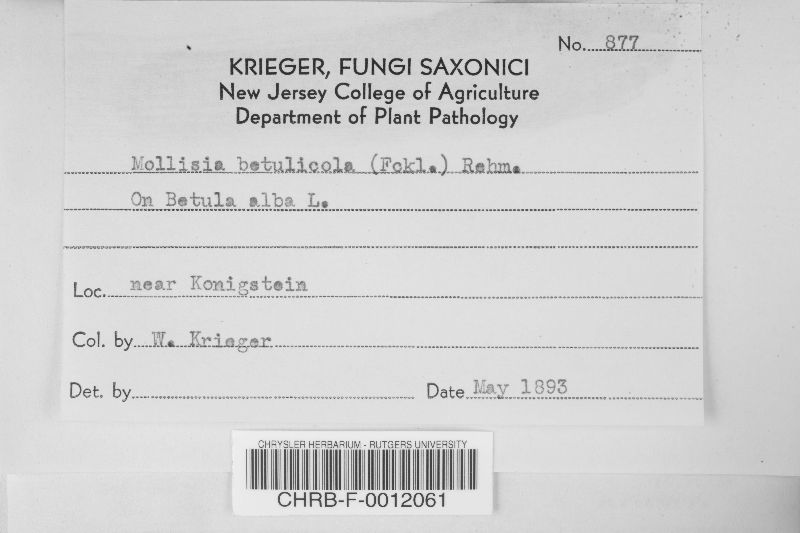 No. 877
KRIEGER, FUNGI SAXONICI
New Jersey College of Agriculture
Department of Plant Pathology
Mollisia betulicola (Fckl.) Rehm.
On Betula alba L.
Loc. near Konigstein
Col. by W. Krieger
Det. by Date May 1893
CHRYSLER HERBARIUM - RUTGERS UNIVERSITY
CHRB-F-0012061